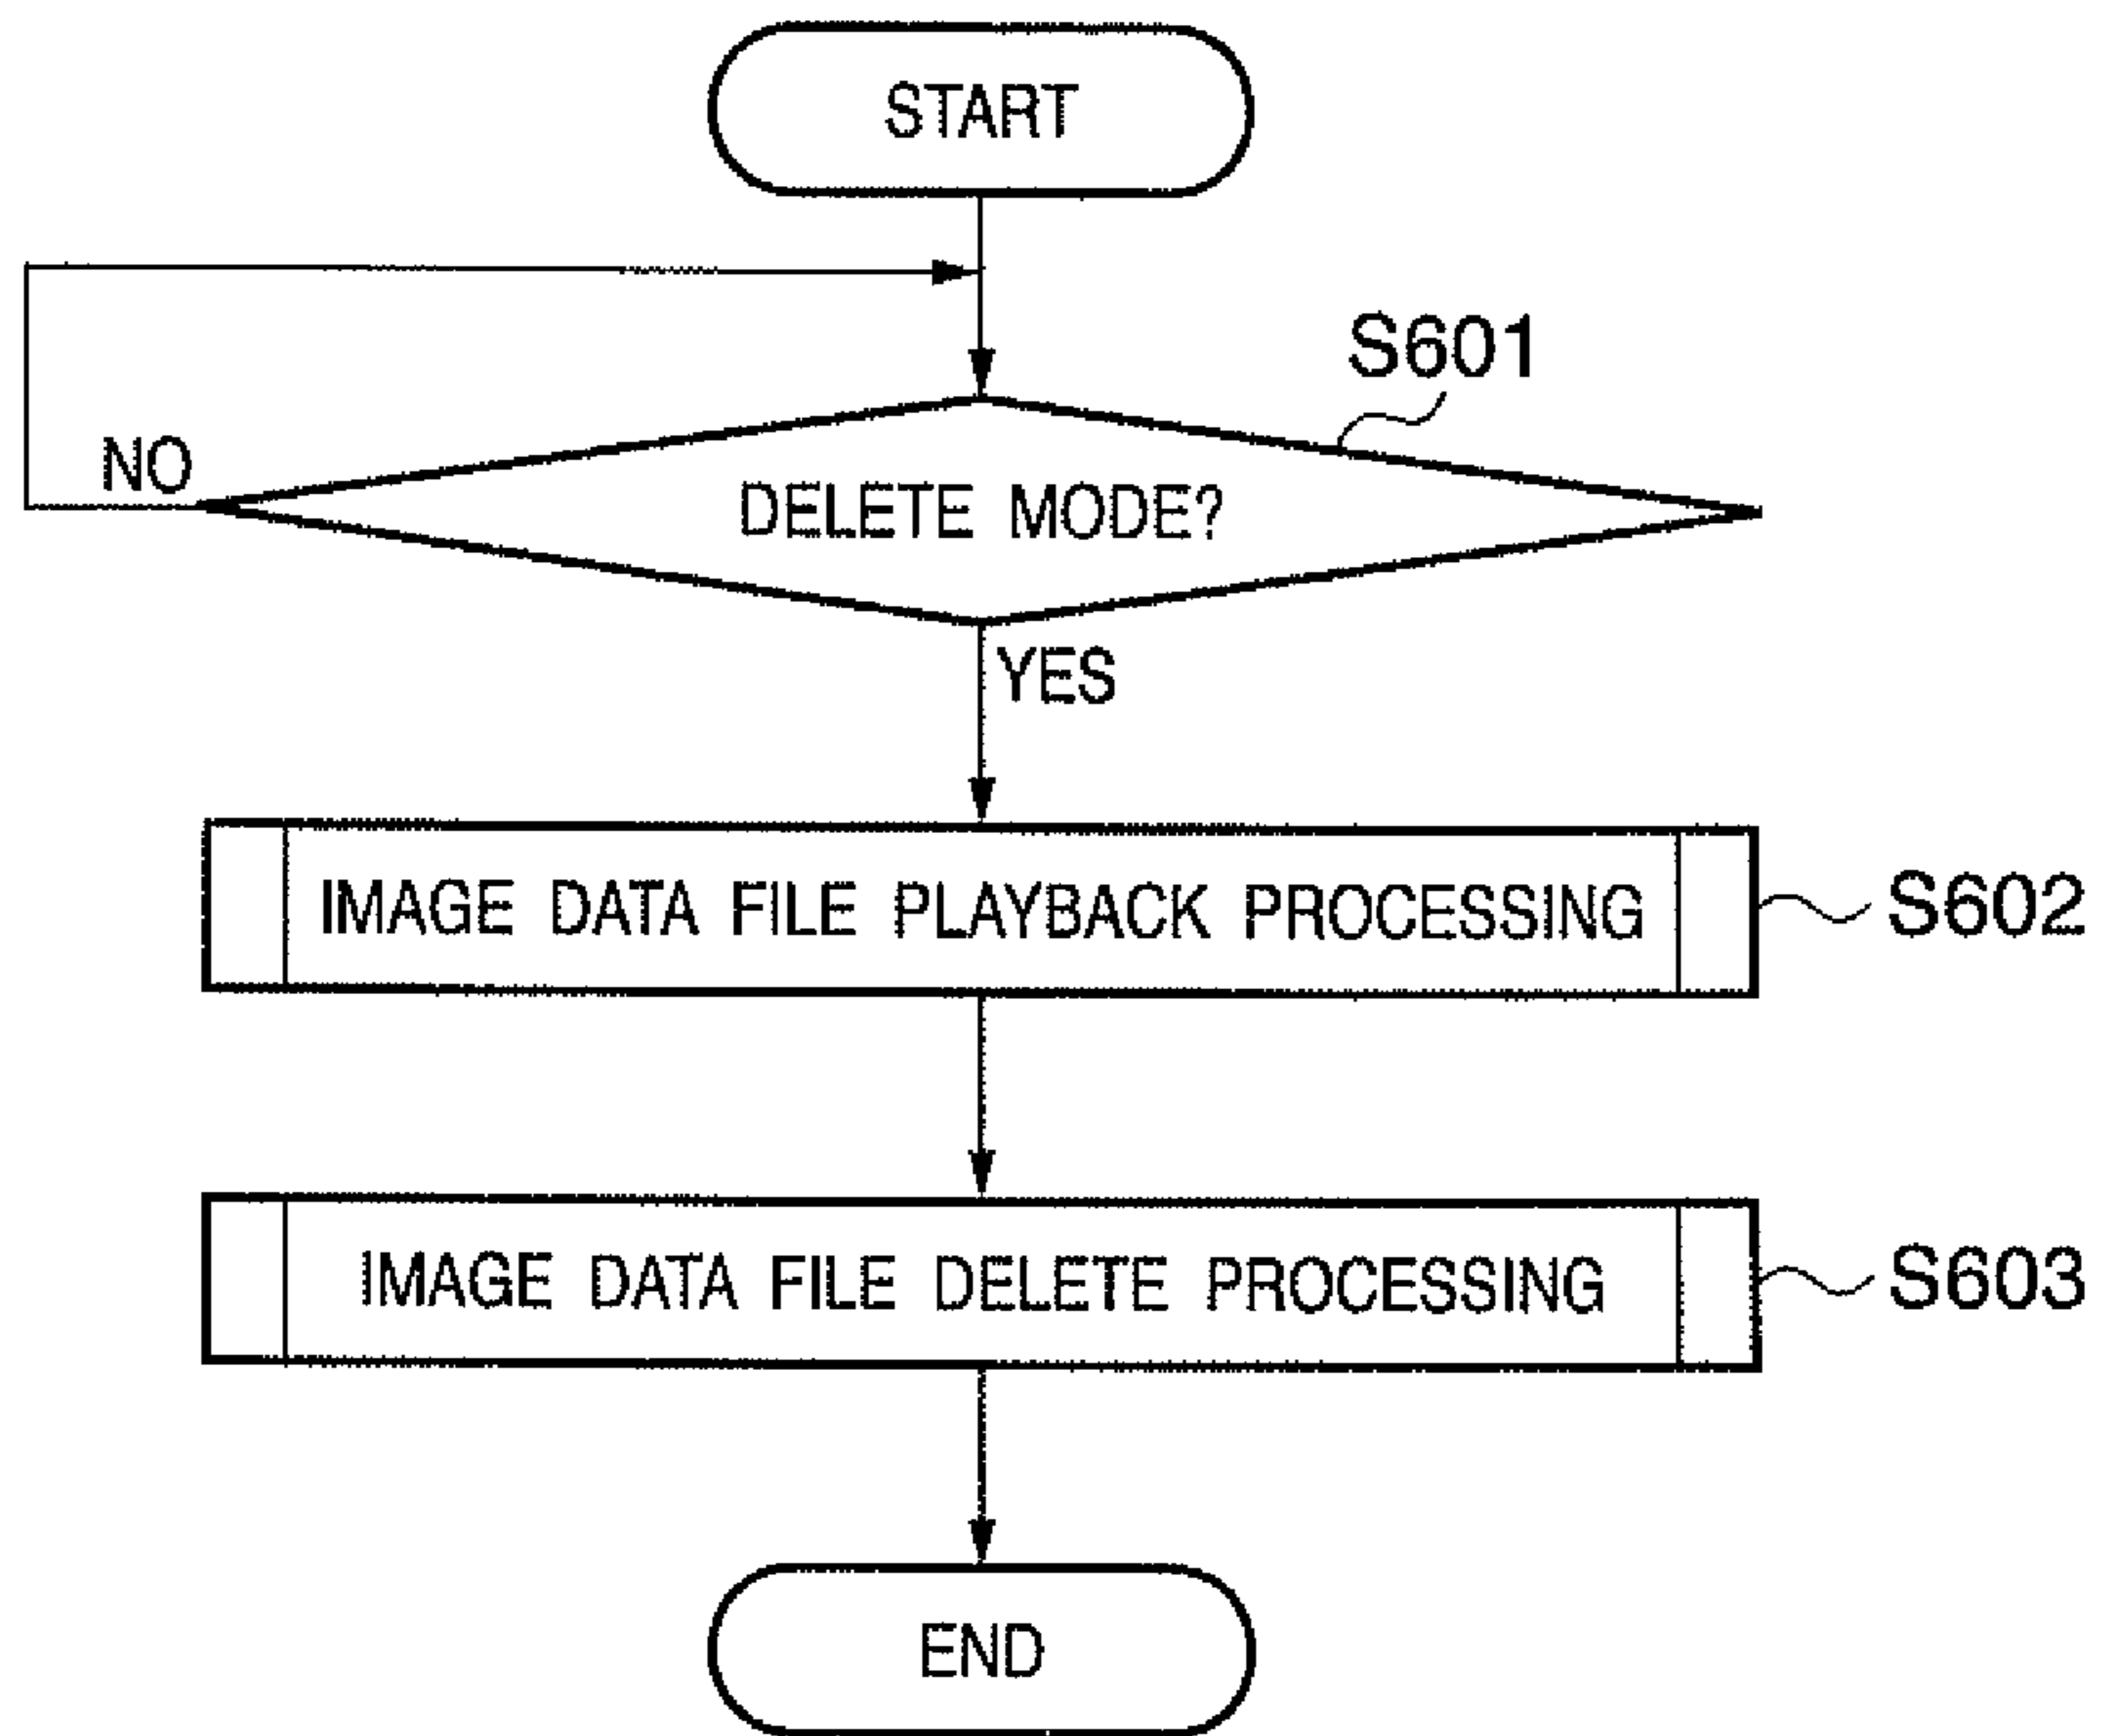 START
S601
NO
DELETE MODE?
YES
IMAGE DATA FILE PLAYBACK PROCESSING
S602
IMAGE DATA FILE DELETE PROCESSING
S603
END